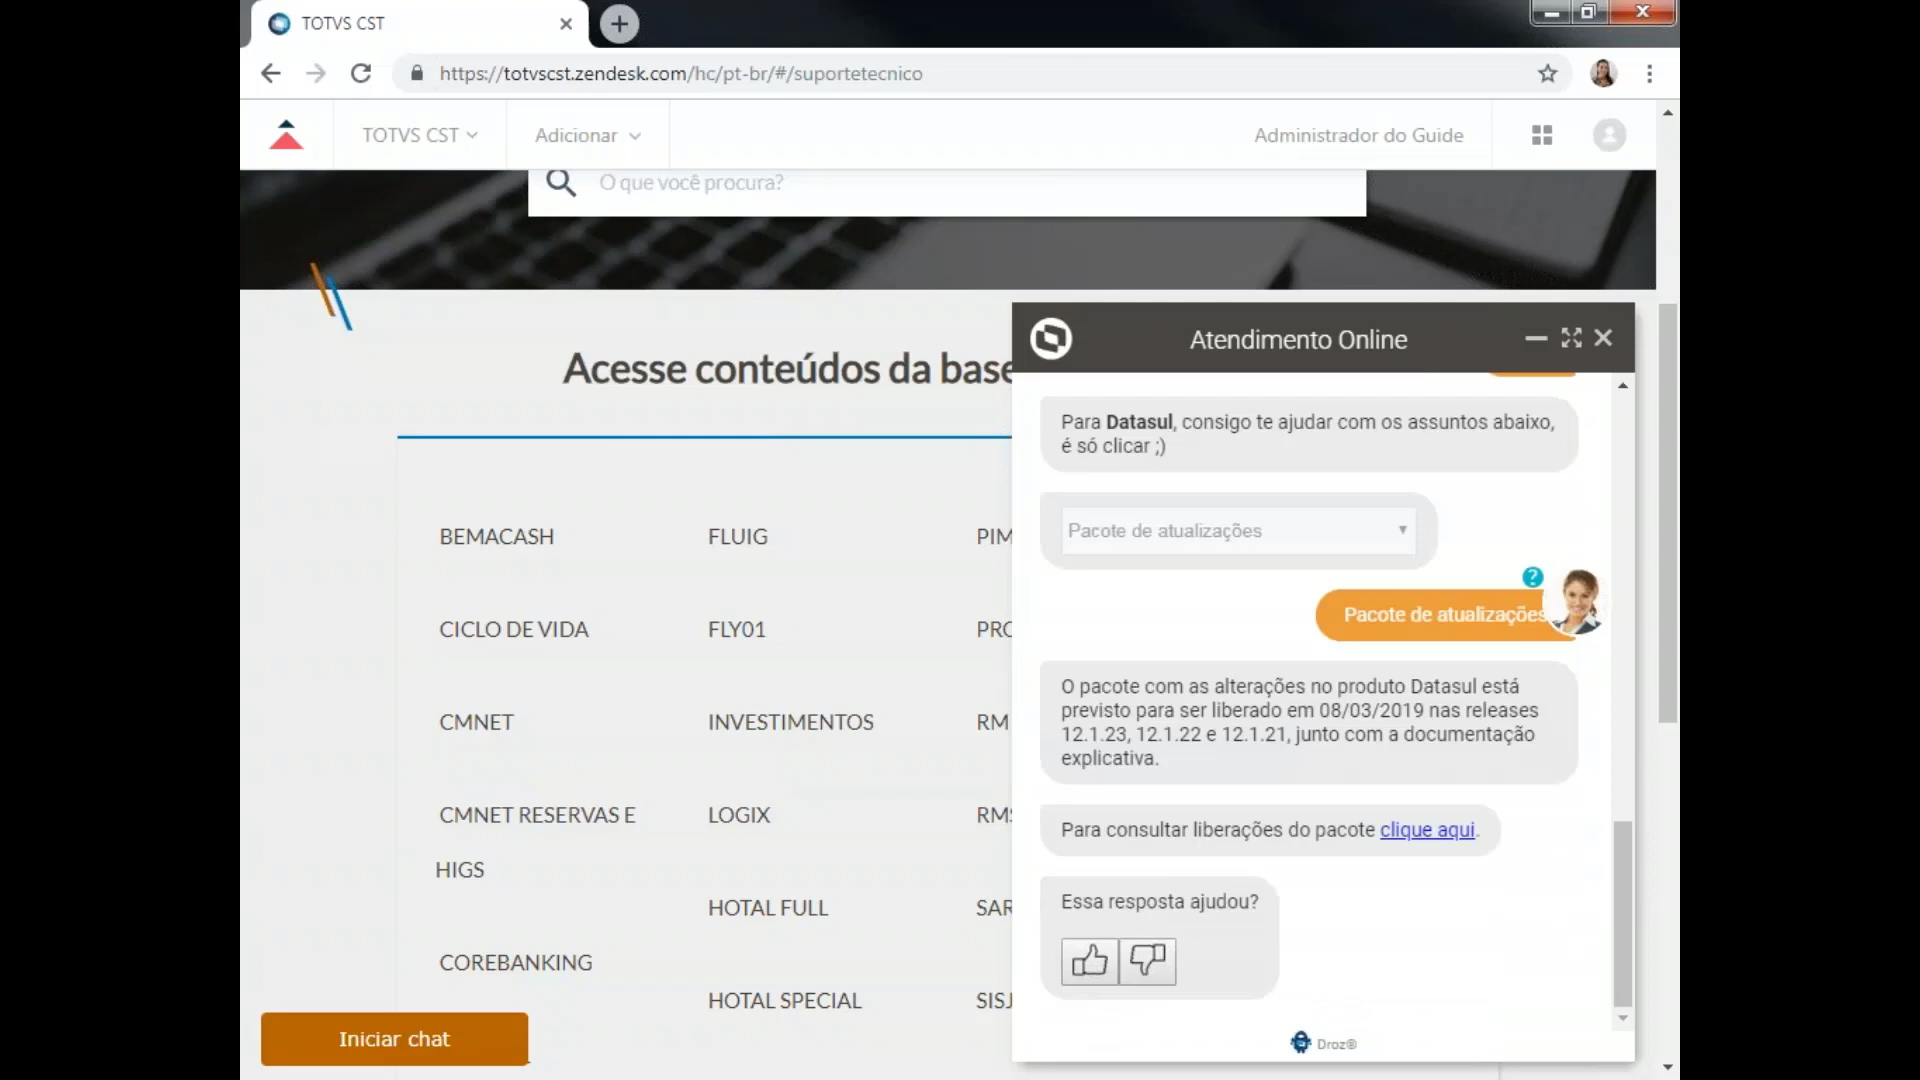 TOTVS CST
https://totvscst.zendesk.com/hc/pt-br/#/suportetecnico
TOTVS CST
Adicionar
Administrador do Guide
O que você procura?
Acesse conteúdos da base
BEMACASH
FLUIG
PIM
CICLO DE VIDA
FLY01
PRO
CMNET
INVESTIMENTOS
RM
CMNET RESERVAS E
HIGS
LOGIX
RMS
HOTAL FULL
SAR
COREBANKING
HOTAL SPECIAL
SISJ
Iniciar chat
Atendimento Online
Para Datasul, consigo te ajudar com os assuntos abaixo,
é só clicar ;)
Pacote de atualizações
?
Pacote de atualizações
O pacote com as alterações no produto Datasul está
previsto para ser liberado em 08/03/2019 nas releases
12.1.23, 12.1.22 e 12.1.21, junto com a documentação
explicativa.
Para consultar liberações do pacote clique aqui.
Essa resposta ajudou?
Droz®